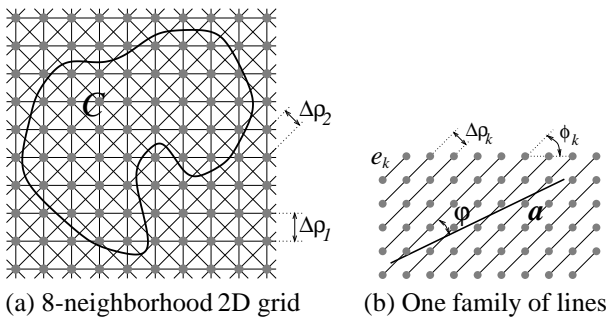 C
Δρ₂
Δρ₁
(a) 8-neighborhood 2D grid
Δρₖ
ϕₖ
eₖ
φ
a
(b) One family of lines